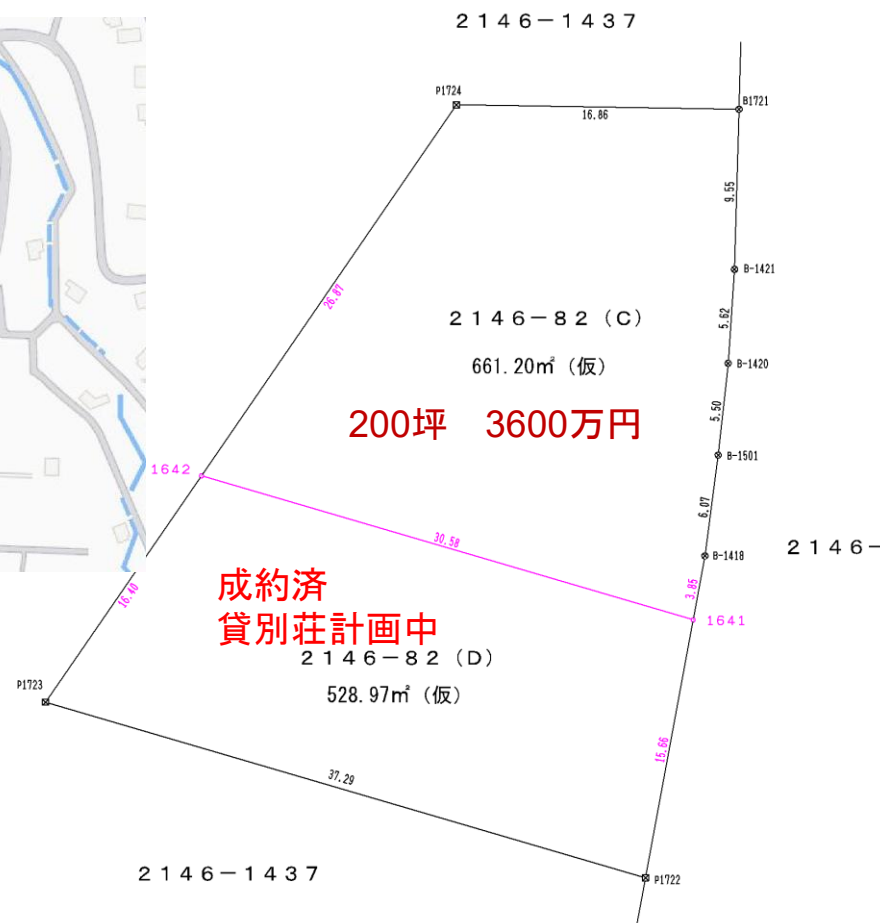 2146-1437
P1724
B1721
16.86
9.55
B-1421
26.87
5.62
2146-82(C)
B-1420
661.20㎡(仮)
5.50
200坪 3600万円
B-1501
1642
6.07
30.58
B-1418
2146-
3.85
成約済
16.40
1641
貸別荘計画中
2146-82(D)
P1723
528.97㎡(仮)
15.66
37.29
2146-1437
P1722